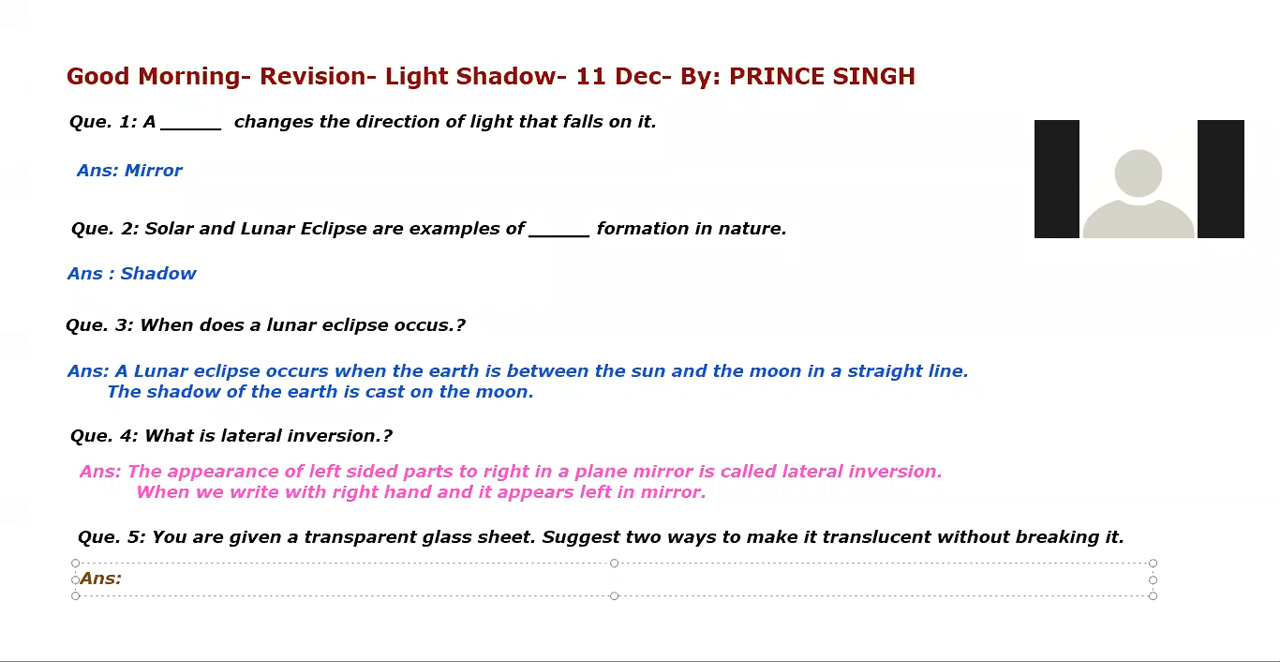 Good Morning- Revision- Light Shadow- 11 Dec- By: PRINCE SINGH
Que. 1: A ______ changes the direction of light that falls on it.
Ans: Mirror
Que. 2: Solar and Lunar Eclipse are examples of ______ formation in nature.
Ans : Shadow
Que. 3: When does a lunar eclipse occus.?
Ans: A Lunar eclipse occurs when the earth is between the sun and the moon in a straight line.
The shadow of the earth is cast on the moon.
Que. 4: What is lateral inversion.?
Ans: The appearance of left sided parts to right in a plane mirror is called lateral inversion.
When we write with right hand and it appears left in mirror.
Que. 5: You are given a transparent glass sheet. Suggest two ways to make it translucent without breaking it.
Ans: